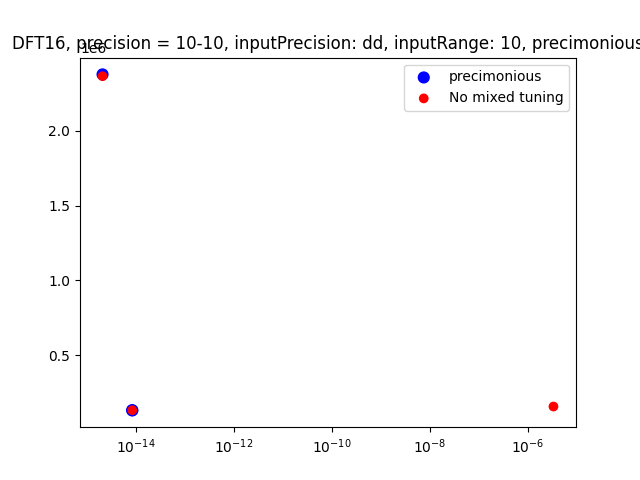 DFT16, precision = 10-10, inputPrecision: dd, inputRange: 10, precimonious
1e6
precimonious
No mixed tuning
2.0
1.5
1.0
0.5
10⁻¹⁴ 10⁻¹² 10⁻¹⁰ 10⁻⁸ 10⁻⁶